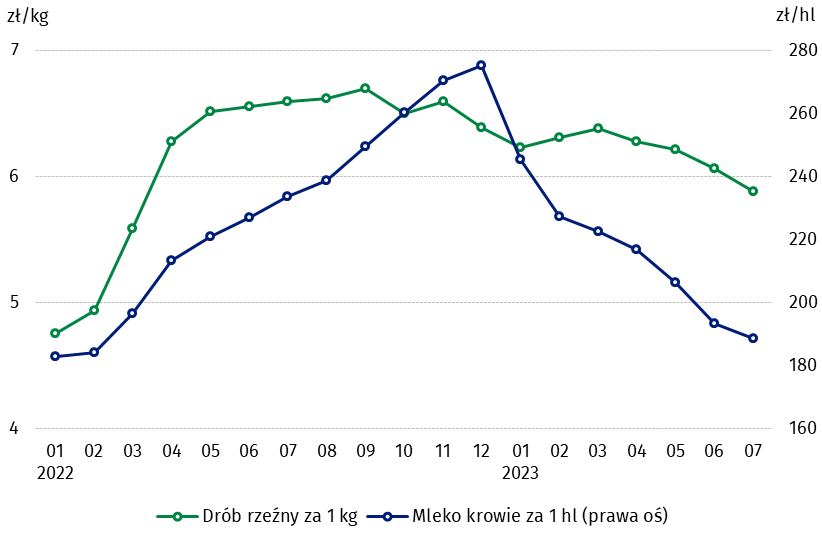 zł/kg zł/hl
7 280
260
6 240
220
5 200
180
4 160
01 02 03 04 05 06 07 08 09 10 11 12 01 02 03 04 05 06 07
2022 2023
Drób rzeźny za 1 kg Mleko krowie za 1 hl (prawa oś)